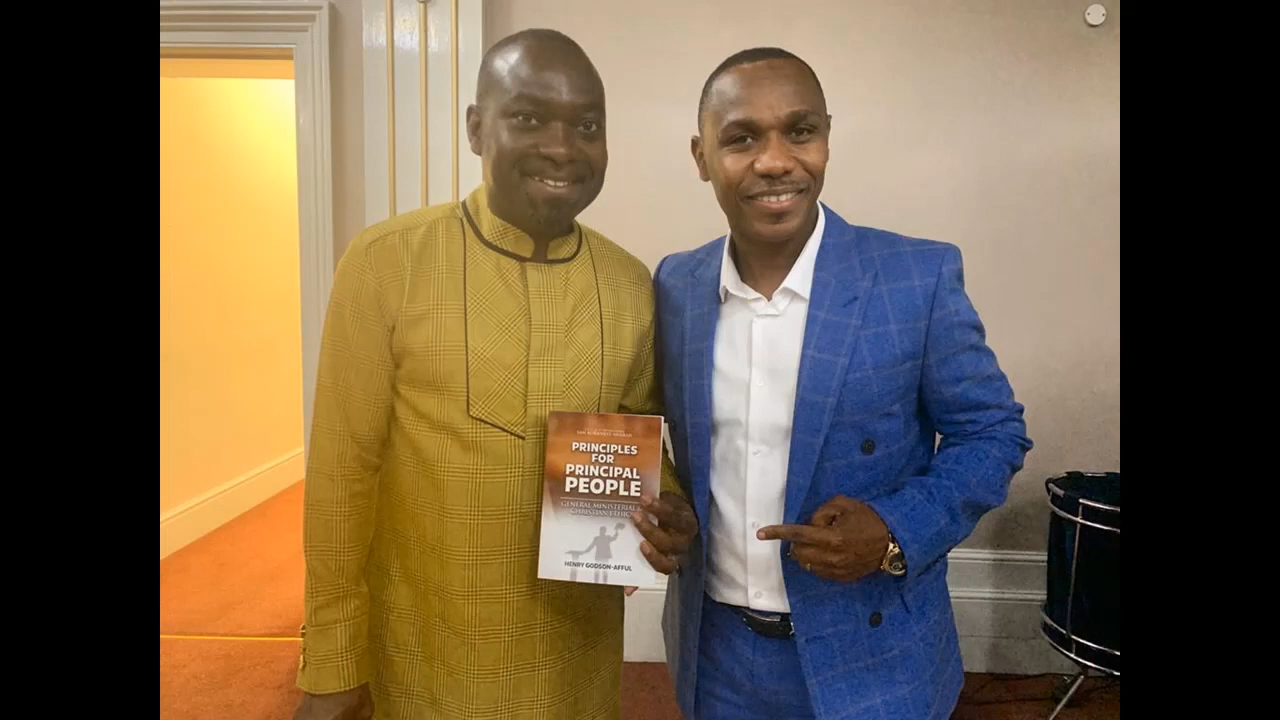 PRINCIPLES
FOR
PRINCIPAL
PEOPLE
GENERAL MINISTERIAL &
CHRISTIAN ETHICS
HENRY GODSON-AFFUL